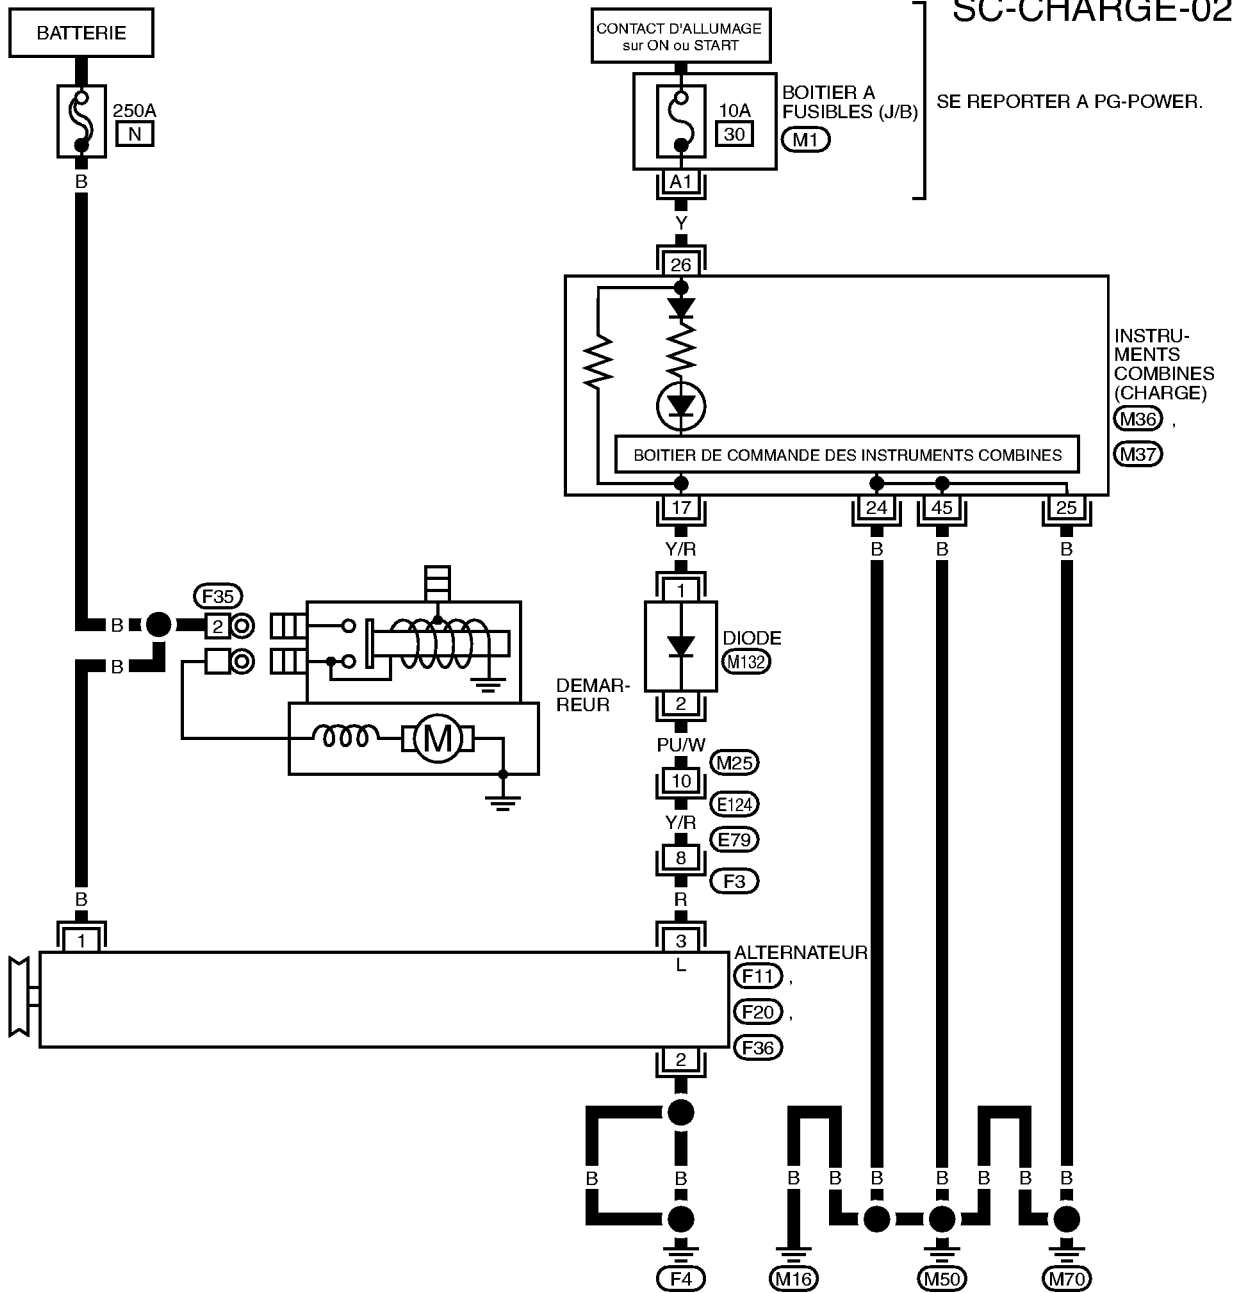 SC-CHARGE-02
BATTERIE
CONTACT D'ALLUMAGE
sur ON ou START
250A
N
10A
30
BOITIER A
FUSIBLES (J/B)
M1
SE REPORTER A PG-POWER.
B
A1
Y
26
INSTRU-
MENTS
COMBINES
(CHARGE)
M36 ,
M37
BOITIER DE COMMANDE DES INSTRUMENTS COMBINES
17
24
45
25
Y/R
B
B
B
1
F35
B
2
B
DIODE
M132
DEMAR-
REUR
2
M
PU/W
M25
10
E124
Y/R
E79
8
F3
B
R
1
3
L
ALTERNATEUR
F11 ,
F20 ,
F36
2
B
B
B
B
B
B
B
B
B
F4
M16
M50
M70